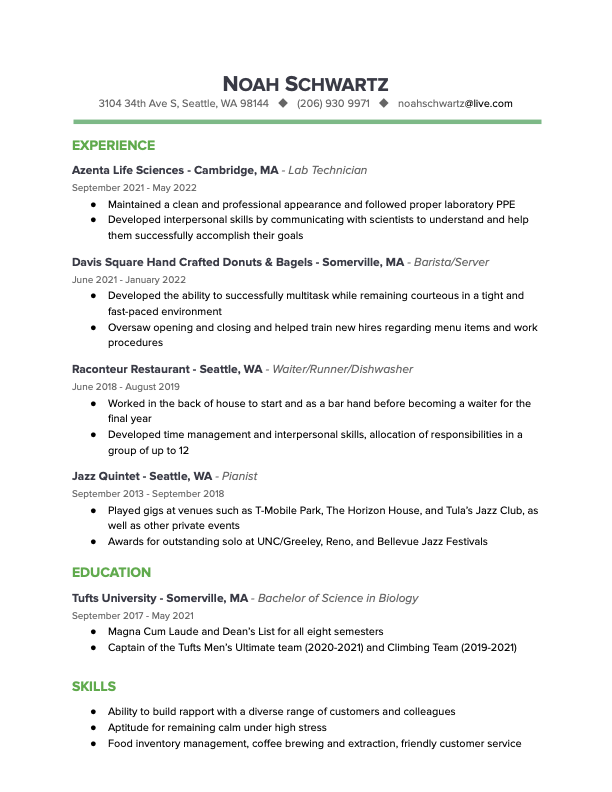 NOAH SCHWARTZ
3104 34th Ave S, Seattle, WA 98144 ◆ (206) 930 9971 ◆ noahschwartz@live.com
EXPERIENCE
Azenta Life Sciences - Cambridge, MA - Lab Technician
September 2021 - May 2022
● Maintained a clean and professional appearance and followed proper laboratory PPE
● Developed interpersonal skills by communicating with scientists to understand and help
them successfully accomplish their goals
Davis Square Hand Crafted Donuts & Bagels - Somerville, MA - Barista/Server
June 2021 - January 2022
● Developed the ability to successfully multitask while remaining courteous in a tight and
fast-paced environment
● Oversaw opening and closing and helped train new hires regarding menu items and work
procedures
Raconteur Restaurant - Seattle, WA - Waiter/Runner/Dishwasher
June 2018 - August 2019
● Worked in the back of house to start and as a bar hand before becoming a waiter for the
final year
● Developed time management and interpersonal skills, allocation of responsibilities in a
group of up to 12
Jazz Quintet - Seattle, WA - Pianist
September 2013 - September 2018
● Played gigs at venues such as T-Mobile Park, The Horizon House, and Tula's Jazz Club, as
well as other private events
● Awards for outstanding solo at UNC/Greeley, Reno, and Bellevue Jazz Festivals
EDUCATION
Tufts University - Somerville, MA - Bachelor of Science in Biology
September 2017 - May 2021
● Magna Cum Laude and Dean's List for all eight semesters
● Captain of the Tufts Men's Ultimate team (2020-2021) and Climbing Team (2019-2021)
SKILLS
● Ability to build rapport with a diverse range of customers and colleagues
● Aptitude for remaining calm under high stress
● Food inventory management, coffee brewing and extraction, friendly customer service